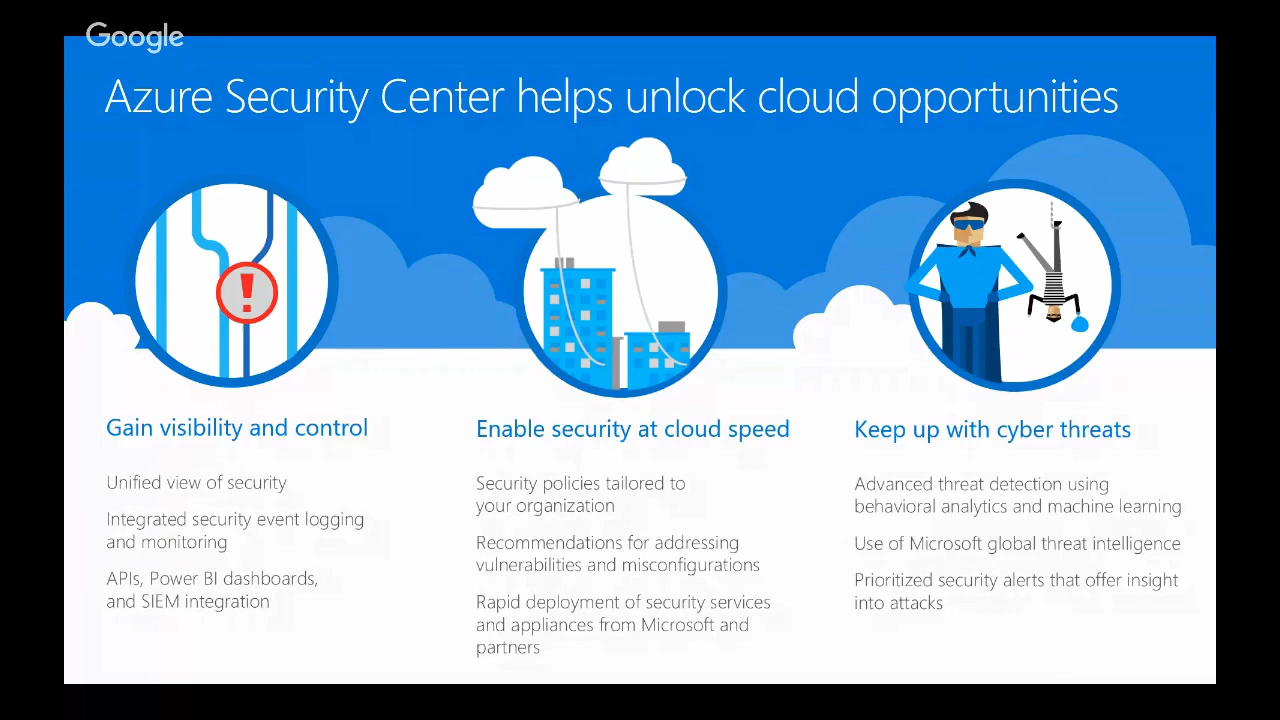 Google
Azure Security Center helps unlock cloud opportunities
!
Gain visibility and control
Unified view of security
Integrated security event logging
and monitoring
APIs, Power BI dashboards,
and SIEM integration
Enable security at cloud speed
Security policies tailored to
your organization
Recommendations for addressing
vulnerabilities and misconfigurations
Rapid deployment of security services
and appliances from Microsoft and
partners
Keep up with cyber threats
Advanced threat detection using
behavioral analytics and machine learning
Use of Microsoft global threat intelligence
Prioritized security alerts that offer insight
into attacks